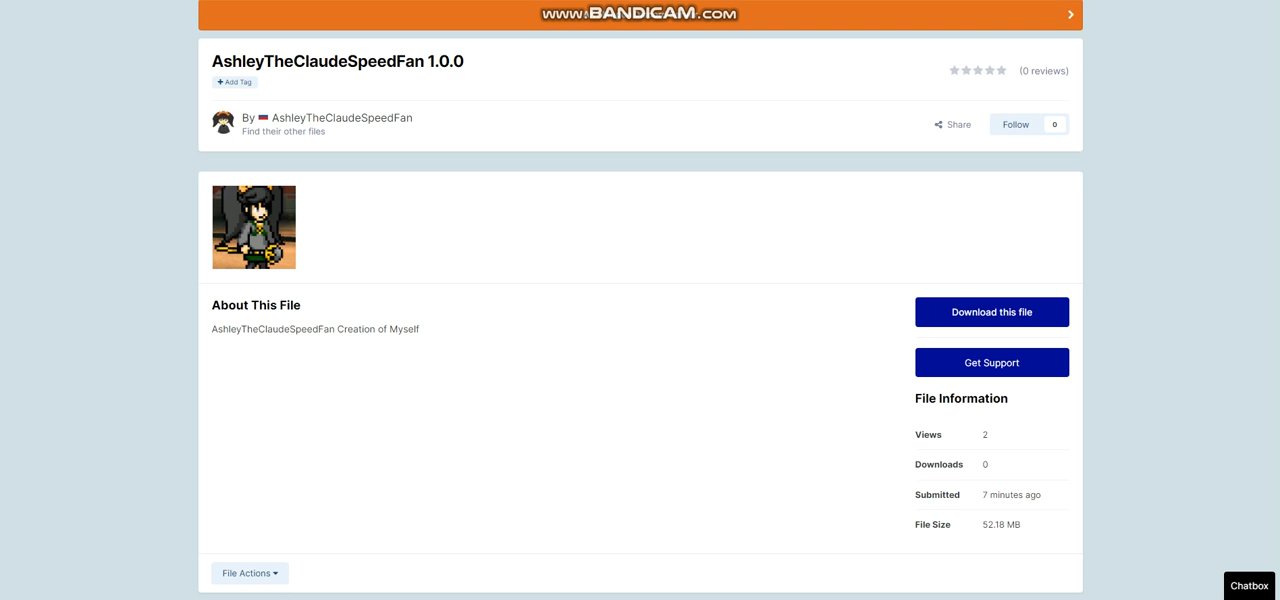 www.BANDICAM.com
AshleyTheClaudeSpeedFan 1.0.0
(0 reviews)
+ Add Tag
By AshleyTheClaudeSpeedFan
Find their other files
Share
Follow 0
About This File
AshleyTheClaudeSpeedFan Creation of Myself
Download this file
Get Support
File Information
Views 2
Downloads 0
Submitted 7 minutes ago
File Size 52.18 MB
File Actions
Chatbox